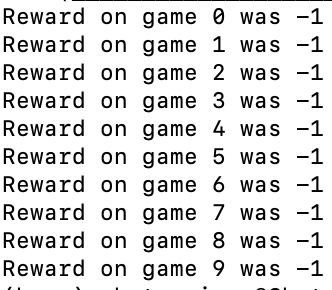 Reward on game 0 was -1
Reward on game 1 was -1
Reward on game 2 was -1
Reward on game 3 was -1
Reward on game 4 was -1
Reward on game 5 was -1
Reward on game 6 was -1
Reward on game 7 was -1
Reward on game 8 was -1
Reward on game 9 was -1